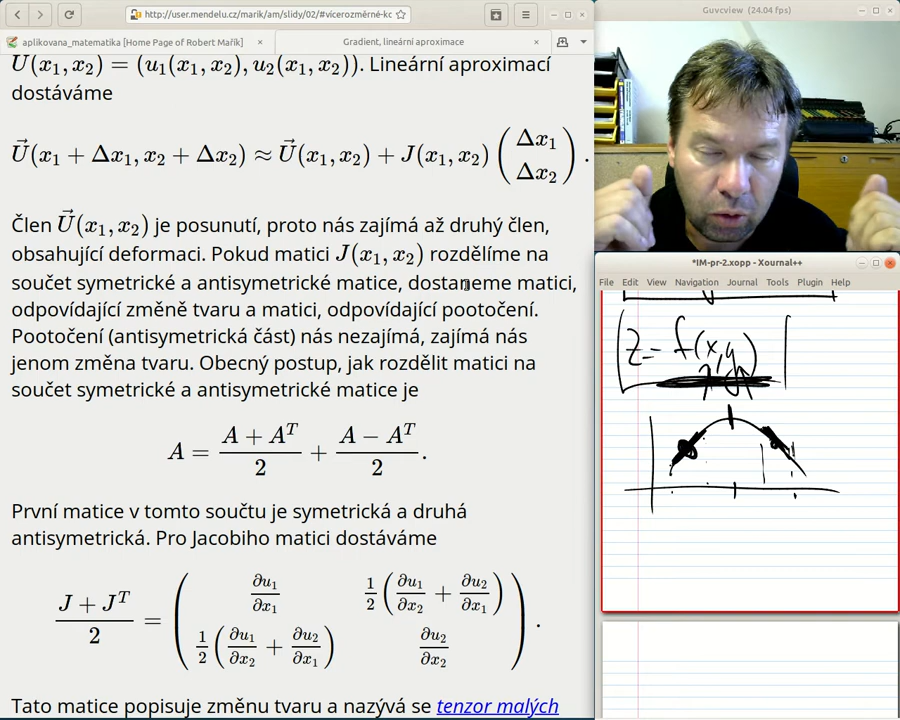 http://user.mendelu.cz/marik/am/slidy/02/#vícerozměrné-kc
aplikovana_matematika [Home Page of Robert Mařík] ×
Gradient, lineární aproximace ×
U⃗(x₁, x₂) = (u₁(x₁, x₂), u₂(x₁, x₂)). Lineární aproximací
dostáváme
U⃗(x₁ + Δx₁, x₂ + Δx₂) ≈ U⃗(x₁, x₂) + J(x₁, x₂) (Δx₁ Δx₂) .
Člen U⃗(x₁, x₂) je posunutí, proto nás zajímá až druhý člen,
obsahující deformaci. Pokud matici J(x₁, x₂) rozdělíme na
součet symetrické a antisymetrické matice, dostaneme matici,
odpovídající změně tvaru a matici, odpovídající pootočení.
Pootočení (antisymetrická část) nás nezajímá, zajímá nás
jenom změna tvaru. Obecný postup, jak rozdělit matici na
součet symetrické a antisymetrické matice je
A = (A + Aᵀ)/2 + (A − Aᵀ)/2.
První matice v tomto součtu je symetrická a druhá
antisymetrická. Pro Jacobiho matici dostáváme
(J + Jᵀ)/2 = ( ∂u₁/∂x₁   1/2(∂u₁/∂x₂ + ∂u₂/∂x₁)
1/2(∂u₁/∂x₂ + ∂u₂/∂x₁)   ∂u₂/∂x₂ ) .
Tato matice popisuje změnu tvaru a nazývá se tenzor malých
Guvcview (24.04 fps)
*IM-pr-2.xopp - Xournal++
File Edit View Navigation Journal Tools Plugin Help
z = f(x,y)